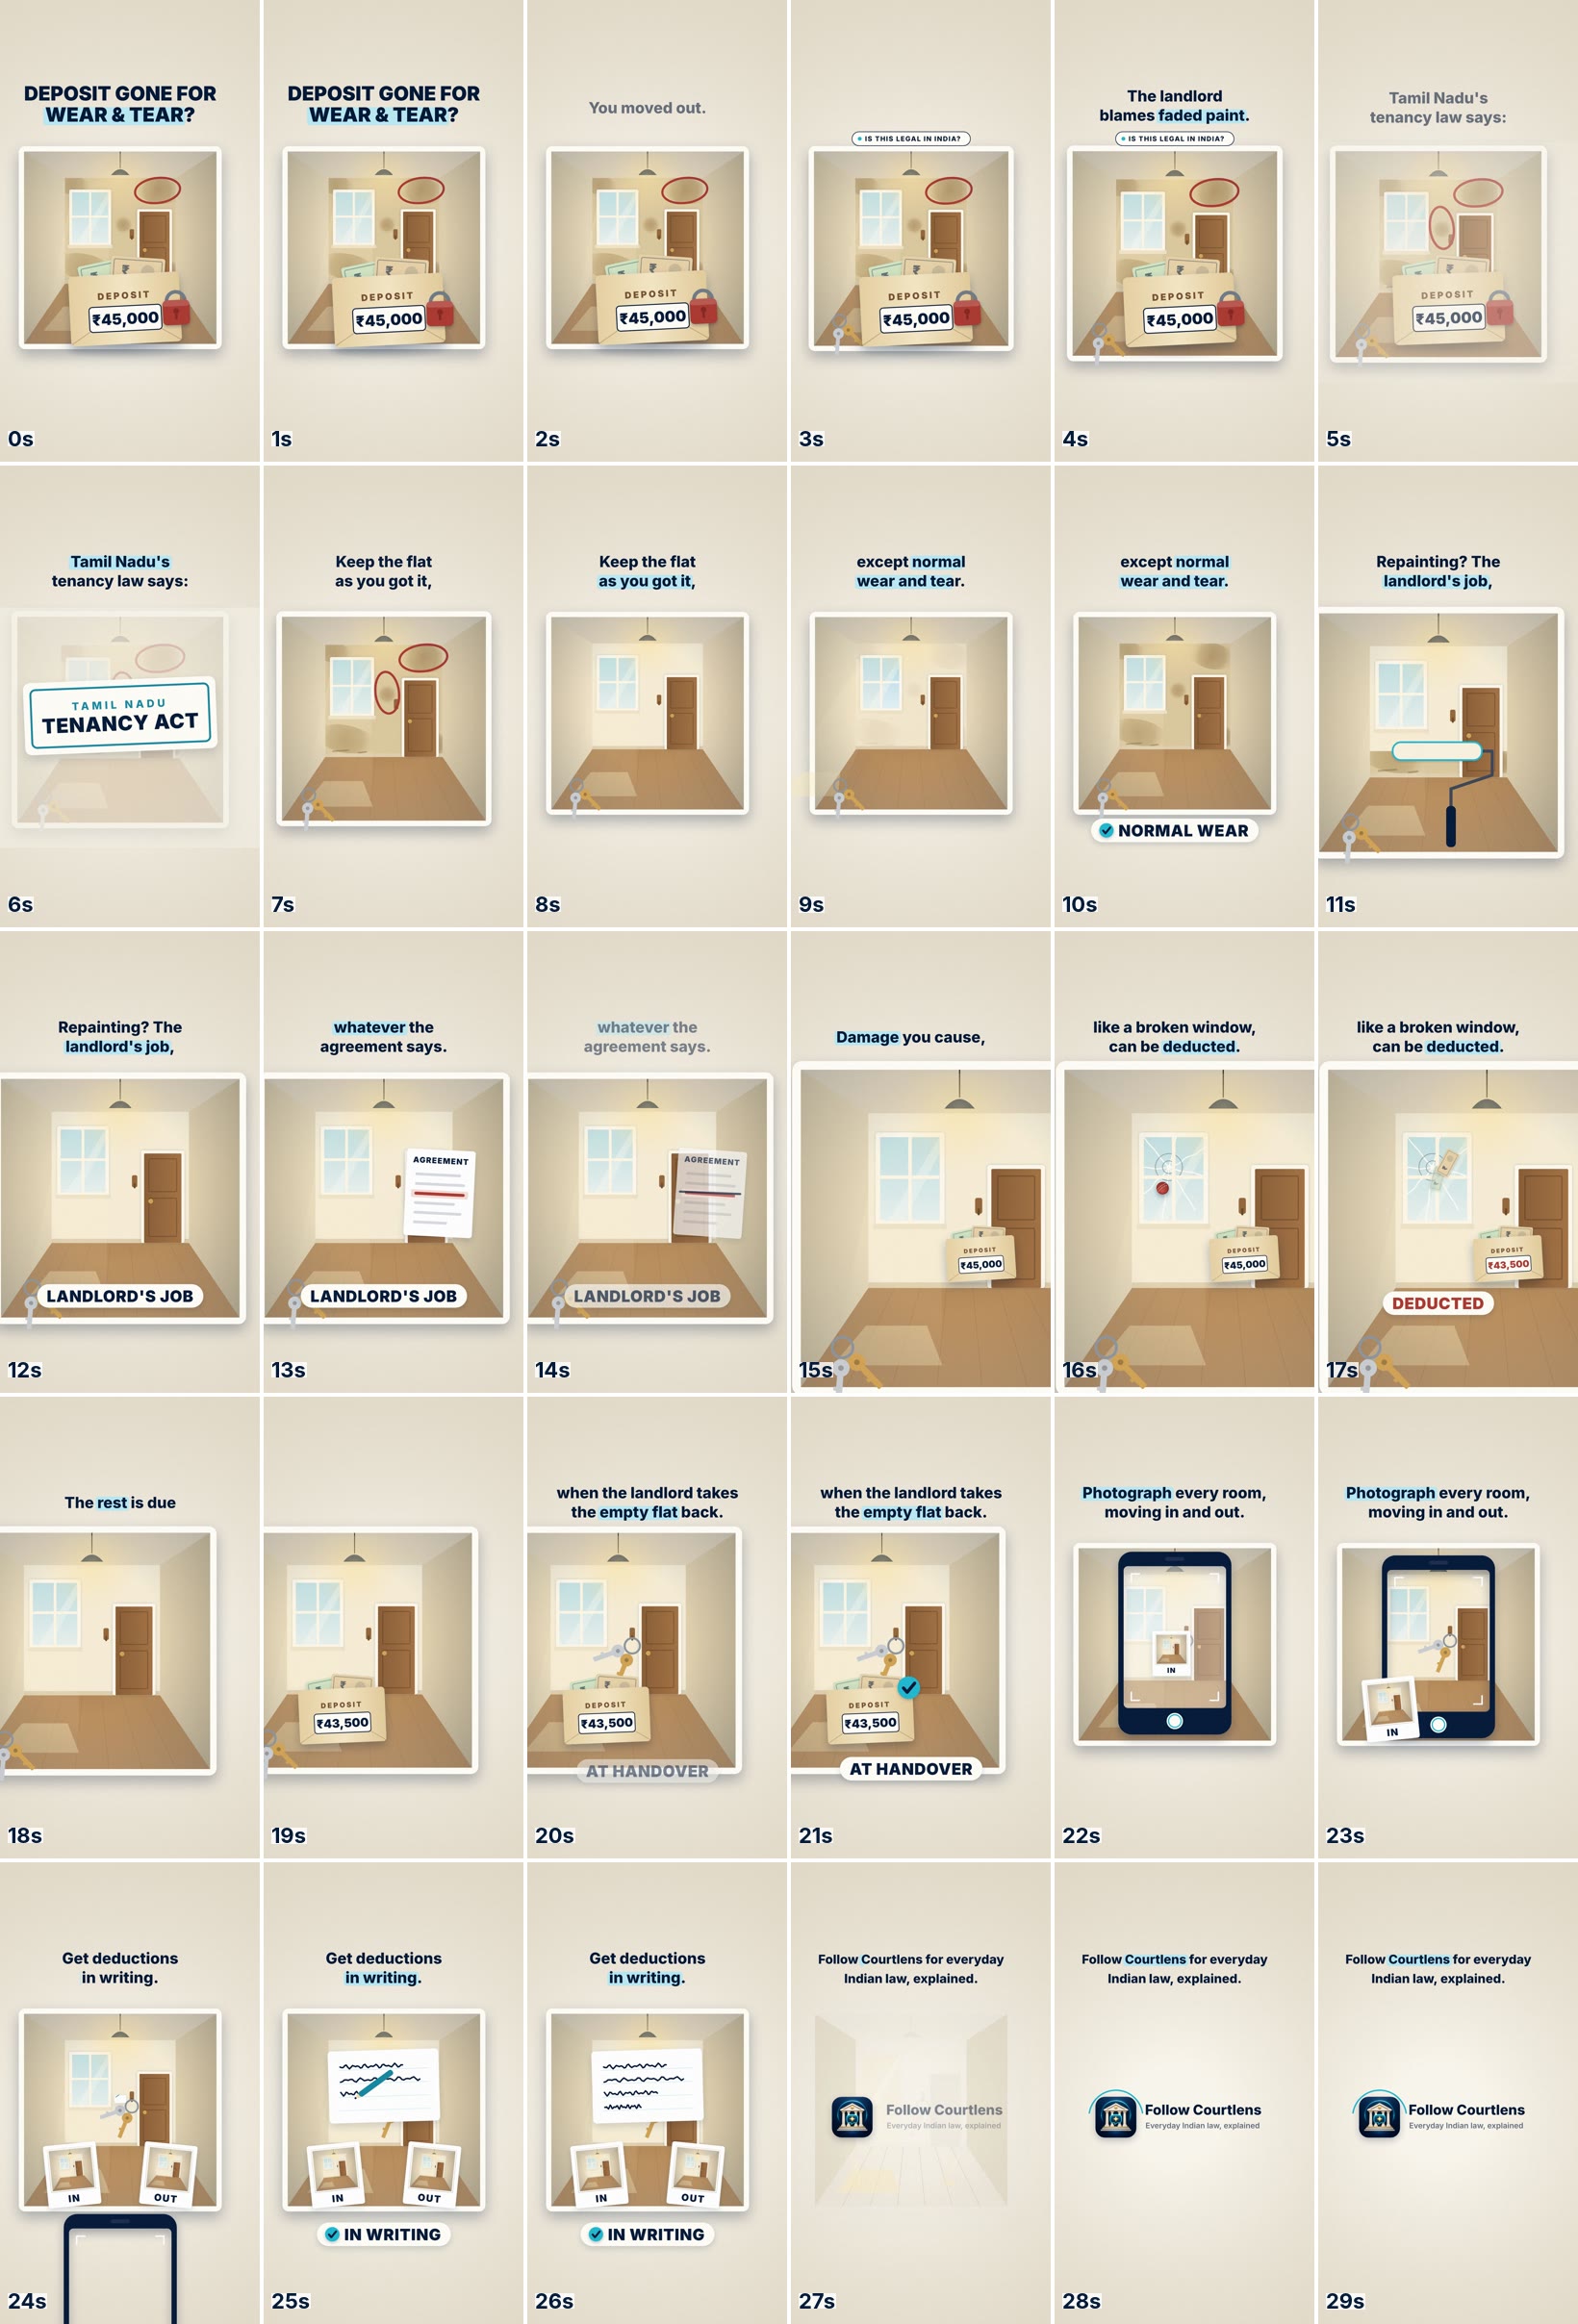 DEPOSIT GONE FOR
WEAR & TEAR?
DEPOSIT
₹45,000
0s
DEPOSIT GONE FOR
WEAR & TEAR?
DEPOSIT
₹45,000
1s
You moved out.
DEPOSIT
₹45,000
2s
IS THIS LEGAL IN INDIA?
DEPOSIT
₹45,000
3s
The landlord
blames faded paint.
IS THIS LEGAL IN INDIA?
DEPOSIT
₹45,000
4s
Tamil Nadu's
tenancy law says:
DEPOSIT
₹45,000
5s
Tamil Nadu's
tenancy law says:
TAMIL NADU
TENANCY ACT
6s
Keep the flat
as you got it,
7s
Keep the flat
as you got it,
8s
except normal
wear and tear.
9s
except normal
wear and tear.
NORMAL WEAR
10s
Repainting? The
landlord's job,
11s
Repainting? The
landlord's job,
LANDLORD'S JOB
12s
whatever the
agreement says.
AGREEMENT
LANDLORD'S JOB
13s
whatever the
agreement says.
AGREEMENT
LANDLORD'S JOB
14s
Damage you cause,
DEPOSIT
₹45,000
15s
like a broken window,
can be deducted.
DEPOSIT
₹45,000
16s
like a broken window,
can be deducted.
DEPOSIT
₹43,500
DEDUCTED
17s
The rest is due
18s
DEPOSIT
₹43,500
19s
when the landlord takes
the empty flat back.
DEPOSIT
₹43,500
AT HANDOVER
20s
when the landlord takes
the empty flat back.
DEPOSIT
₹43,500
AT HANDOVER
21s
Photograph every room,
moving in and out.
IN
22s
Photograph every room,
moving in and out.
IN
23s
Get deductions
in writing.
IN
OUT
24s
Get deductions
in writing.
IN
OUT
IN WRITING
25s
Get deductions
in writing.
IN
OUT
IN WRITING
26s
Follow Courtlens for everyday
Indian law, explained.
Follow Courtlens
Everyday Indian law, explained
27s
Follow Courtlens for everyday
Indian law, explained.
Follow Courtlens
Everyday Indian law, explained
28s
Follow Courtlens for everyday
Indian law, explained.
Follow Courtlens
Everyday Indian law, explained
29s